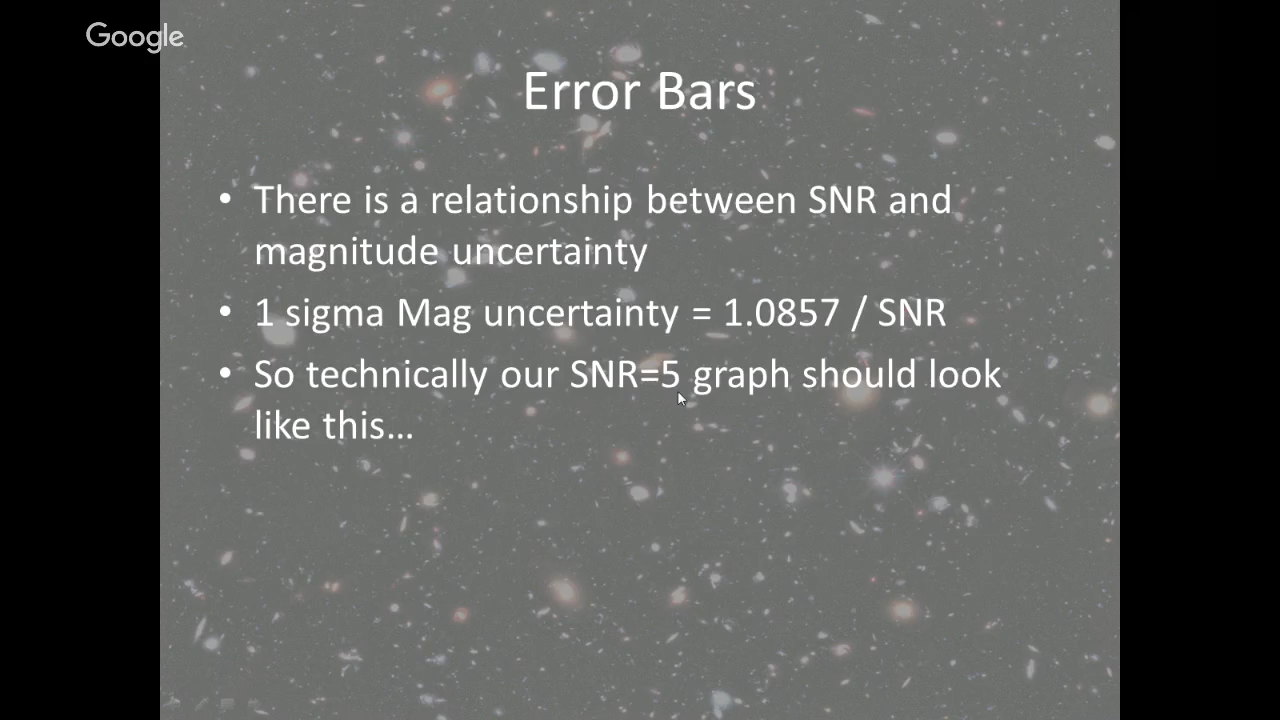 Google
Error Bars
• There is a relationship between SNR and
magnitude uncertainty
• 1 sigma Mag uncertainty = 1.0857 / SNR
• So technically our SNR=5 graph should look
like this…